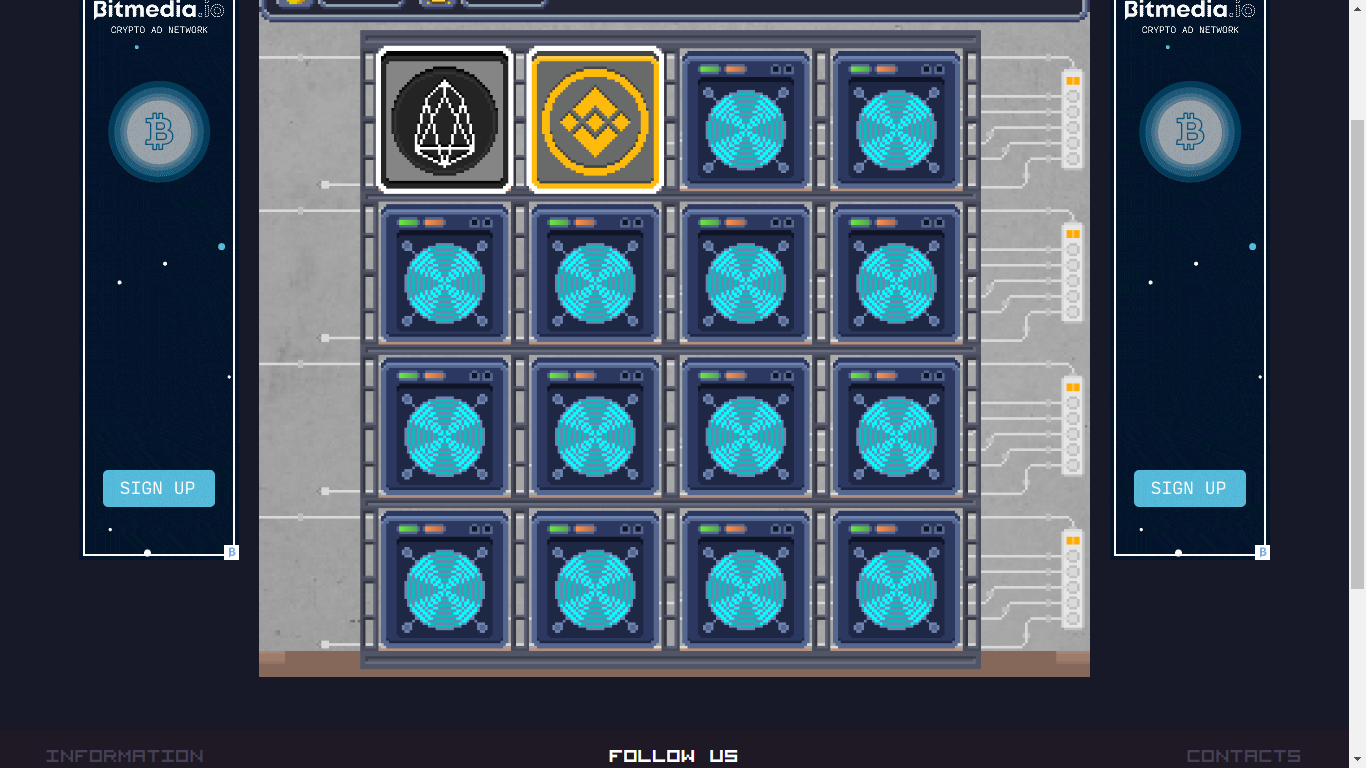 Bitmedia.io
CRYPTO AD NETWORK
SIGN UP
Bitmedia.io
CRYPTO AD NETWORK
SIGN UP
INFORMATION
FOLLOW US
CONTACTS